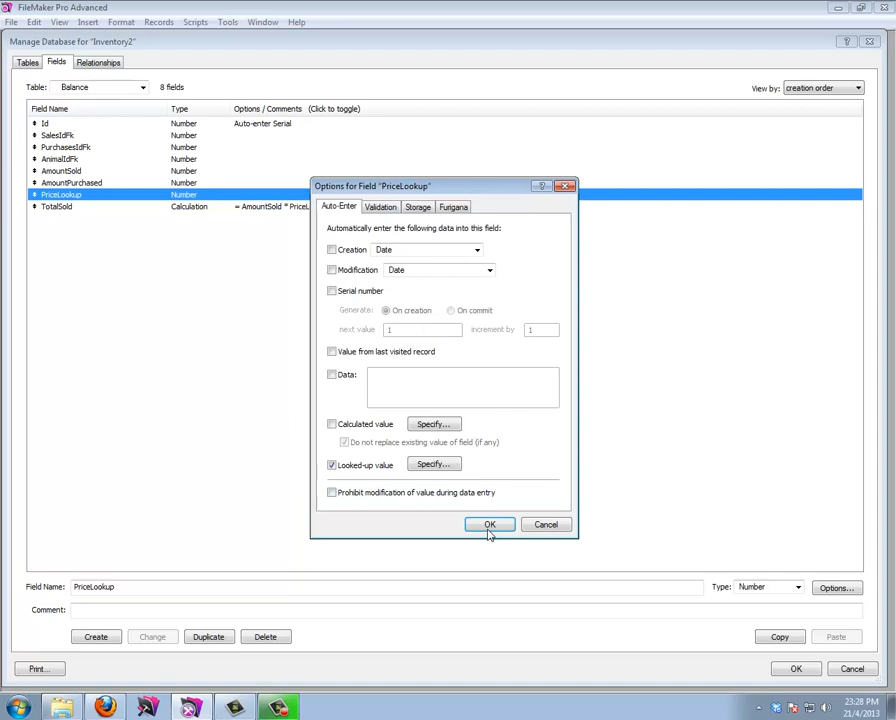 FileMaker Pro Advanced
File Edit View Insert Format Records Scripts Tools Window Help
Manage Database for "Inventory2"
Tables Fields Relationships
Table: Balance 8 fields View by: creation order
Field Name Type Options / Comments (Click to toggle)
Id Number Auto-enter Serial
SalesIdFk Number
PurchasesIdFk Number
AnimalIdFk Number
AmountSold Number
AmountPurchased Number
PriceLookup Number
TotalSold Calculation = AmountSold * PriceL
Options for Field "PriceLookup"
Auto-Enter Validation Storage Furigana
Automatically enter the following data into this field:
Creation Date
Modification Date
Serial number
Generate: On creation On commit
next value 1 increment by 1
Value from last visited record
Data:
Calculated value Specify...
Do not replace existing value of field (if any)
Looked-up value Specify...
Prohibit modification of value during data entry
OK Cancel
Field Name: PriceLookup Type: Number Options...
Comment:
Create Change Duplicate Delete Copy Paste
Print... OK Cancel
23:28 PM
21/4/2013